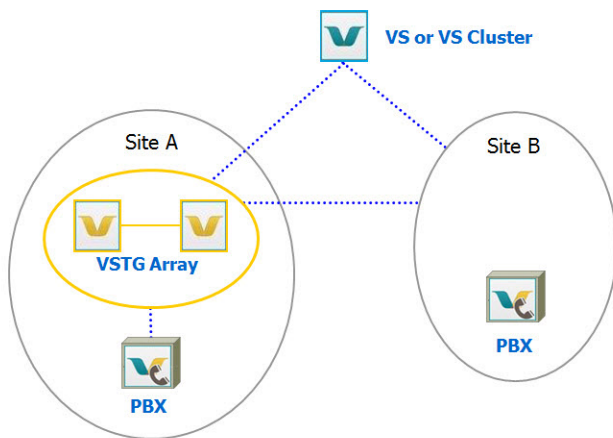 VS or VS Cluster
Site A
Site B
VSTG Array
PBX
PBX